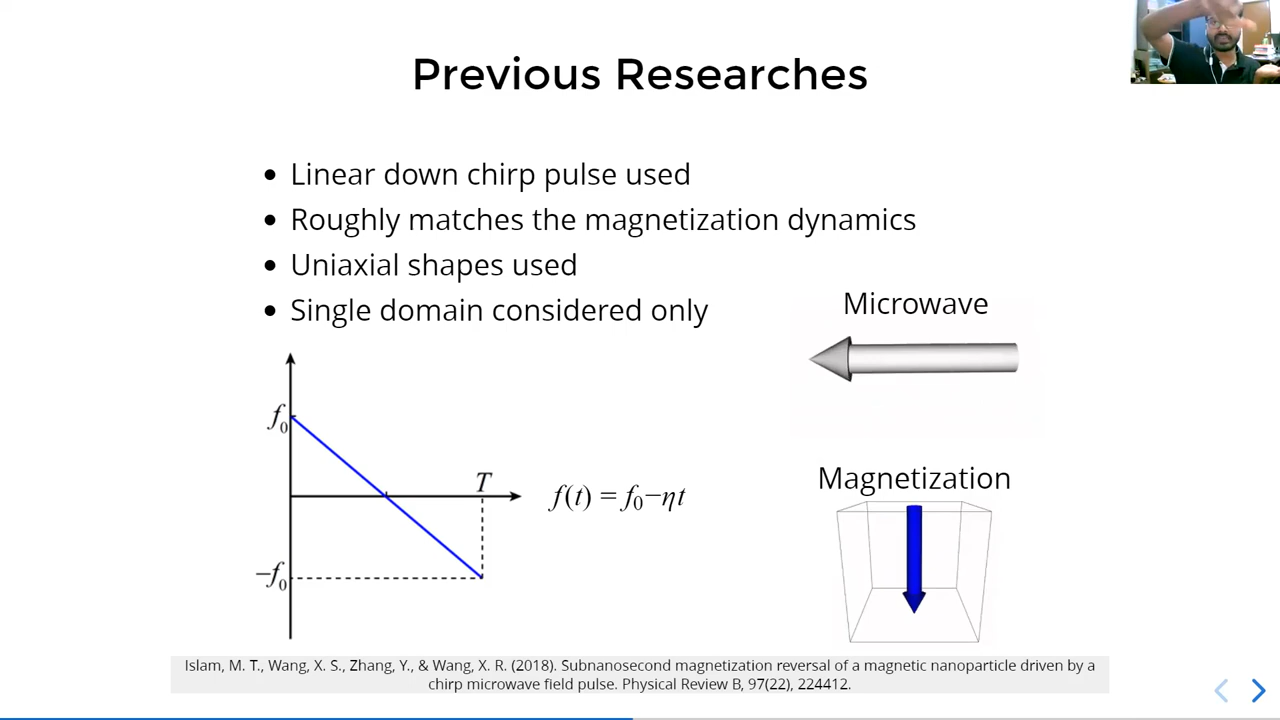 Previous Researches
Linear down chirp pulse used
Roughly matches the magnetization dynamics
Uniaxial shapes used
Single domain considered only
Microwave
f0
T
f(t) = f0−ηt
−f0
Magnetization
Islam, M. T., Wang, X. S., Zhang, Y., & Wang, X. R. (2018). Subnanosecond magnetization reversal of a magnetic nanoparticle driven by a
chirp microwave field pulse. Physical Review B, 97(22), 224412.